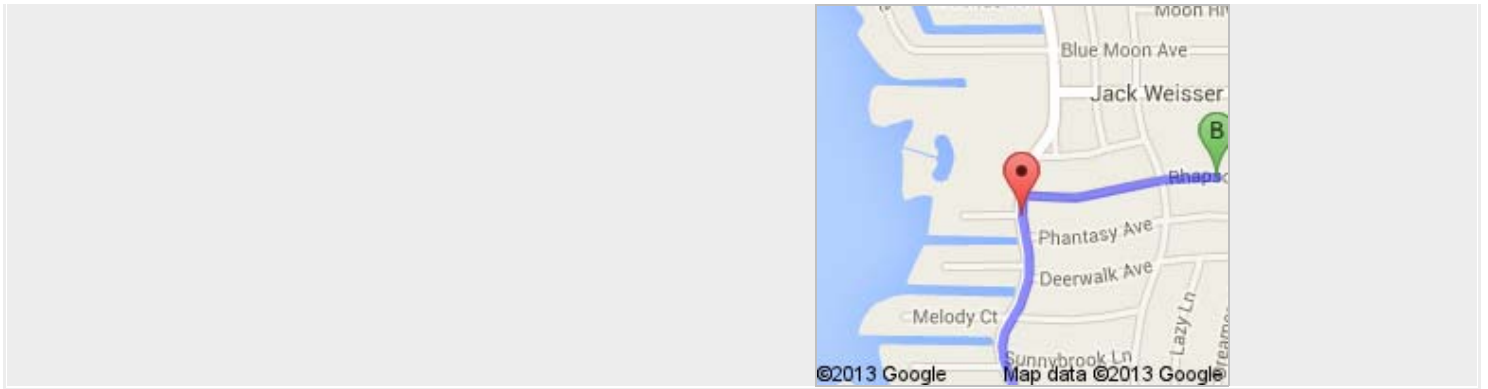 Blue Moon Ave
Jack Weisser
B
Phantasy Ave
Deerwalk Ave
Melody Ct
Lazy Ln
Sunnybrook Ln
©2013 Google
Map data ©2013 Google